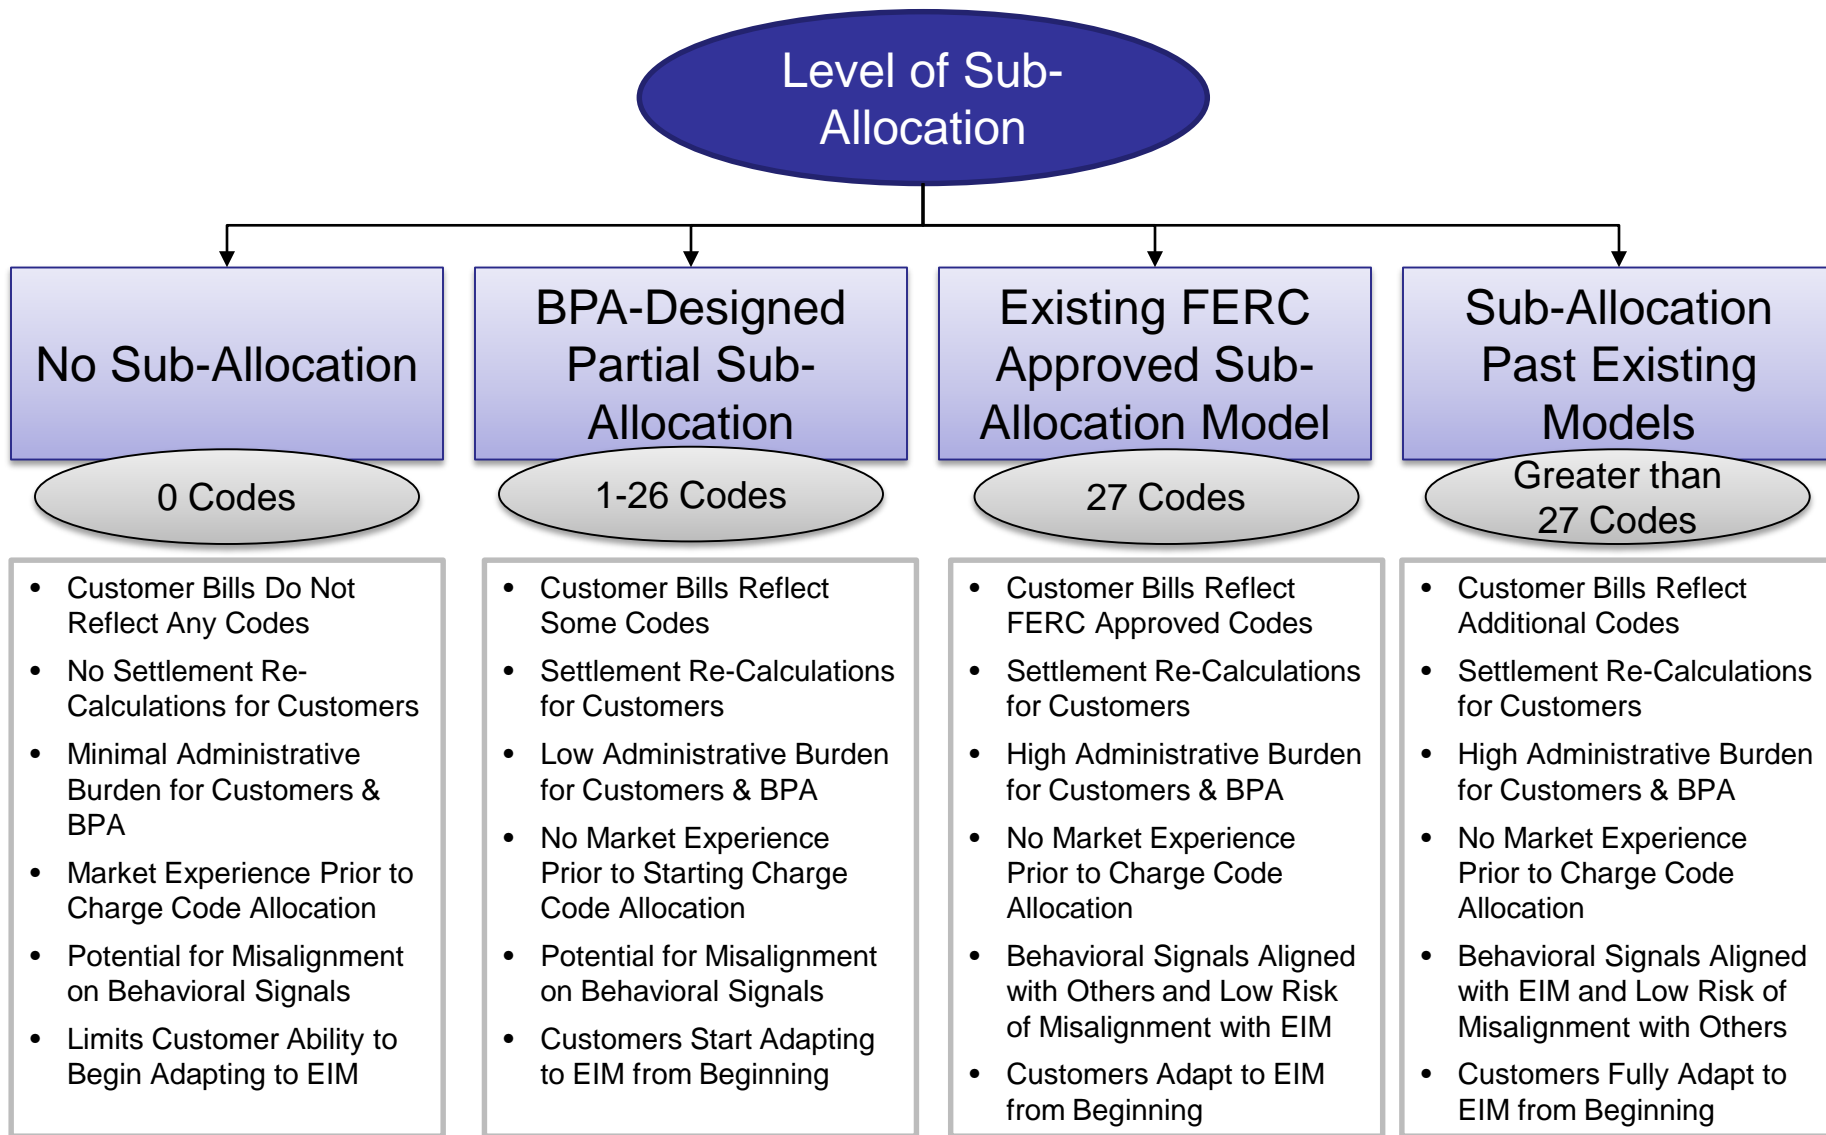 Level of Sub-
Allocation
No Sub-Allocation
0 Codes
• Customer Bills Do Not
Reflect Any Codes
• No Settlement Re-
Calculations for Customers
• Minimal Administrative
Burden for Customers &
BPA
• Market Experience Prior to
Charge Code Allocation
• Potential for Misalignment
on Behavioral Signals
• Limits Customer Ability to
Begin Adapting to EIM
BPA-Designed
Partial Sub-
Allocation
1-26 Codes
• Customer Bills Reflect
Some Codes
• Settlement Re-Calculations
for Customers
• Low Administrative Burden
for Customers & BPA
• No Market Experience
Prior to Starting Charge
Code Allocation
• Potential for Misalignment
on Behavioral Signals
• Customers Start Adapting
to EIM from Beginning
Existing FERC
Approved Sub-
Allocation Model
27 Codes
• Customer Bills Reflect
FERC Approved Codes
• Settlement Re-Calculations
for Customers
• High Administrative Burden
for Customers & BPA
• No Market Experience
Prior to Charge Code
Allocation
• Behavioral Signals Aligned
with Others and Low Risk
of Misalignment with EIM
• Customers Adapt to EIM
from Beginning
Sub-Allocation
Past Existing
Models
Greater than
27 Codes
• Customer Bills Reflect
Additional Codes
• Settlement Re-Calculations
for Customers
• High Administrative Burden
for Customers & BPA
• No Market Experience
Prior to Charge Code
Allocation
• Behavioral Signals Aligned
with EIM and Low Risk of
Misalignment with Others
• Customers Fully Adapt to
EIM from Beginning